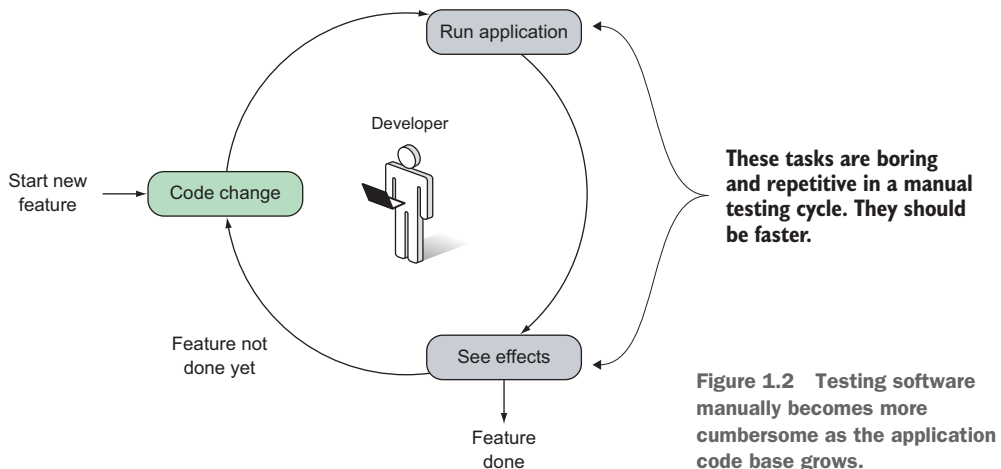 Run application
Developer
Start new
feature
Code change
These tasks are boring
and repetitive in a manual
testing cycle. They should
be faster.
Feature not
done yet
See effects
Feature
done
Figure 1.2 Testing software
manually becomes more
cumbersome as the application
code base grows.